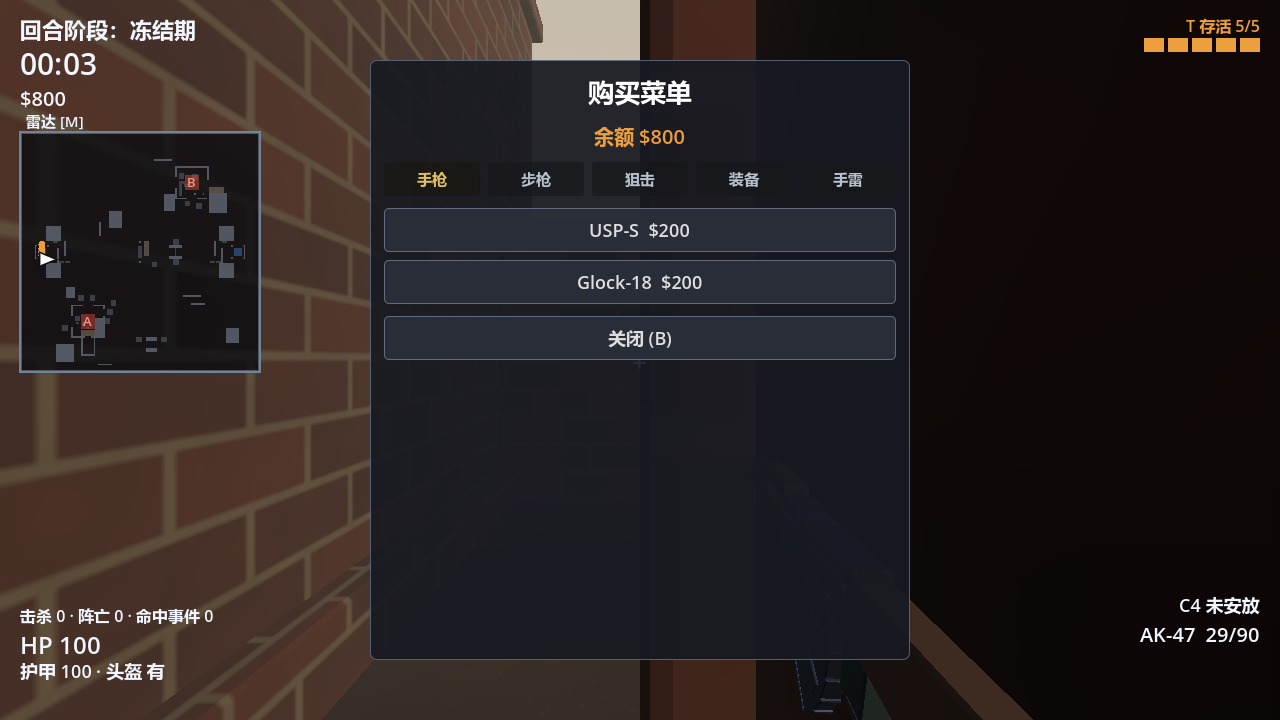 回合阶段：冻结期
00:03
$800
雷达 [M]
B
A
T 存活 5/5
购买菜单
余额 $800
手枪 步枪 狙击 装备 手雷
USP-S $200
Glock-18 $200
关闭 (B)
击杀 0 · 阵亡 0 · 命中事件 0
HP 100
护甲 100 · 头盔 有
C4 未安放
AK-47 29/90